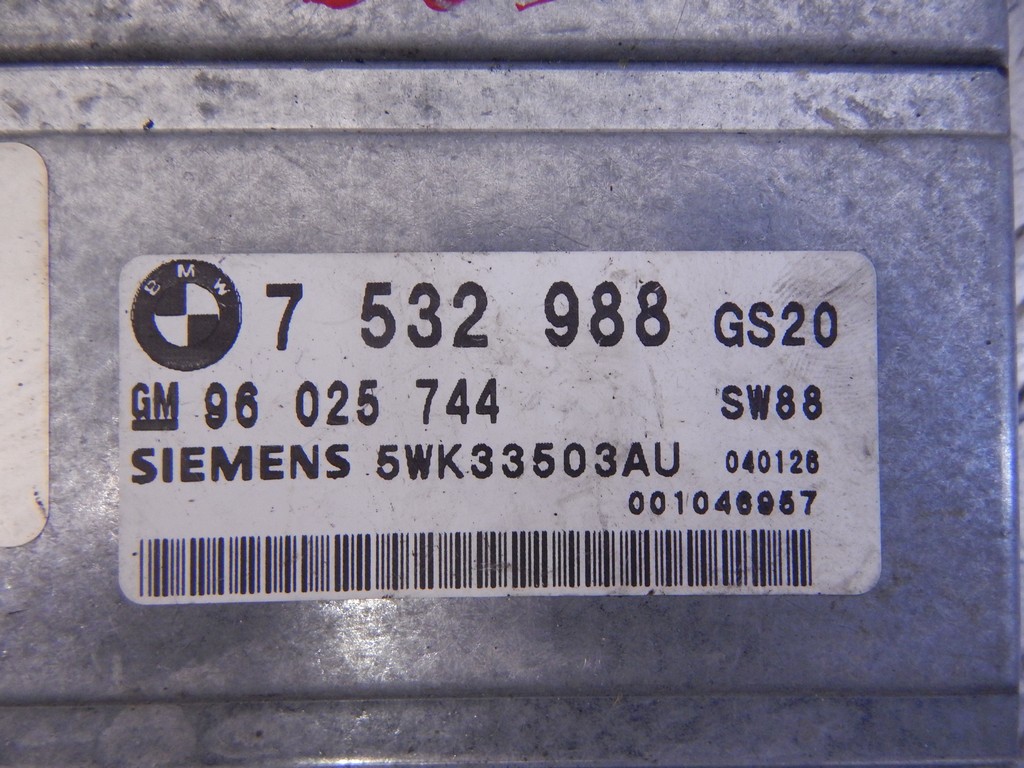 BMW 7 532 988 GS20
GM 96 025 744 SW88
SIEMENS 5WK33503AU 040126
001046957